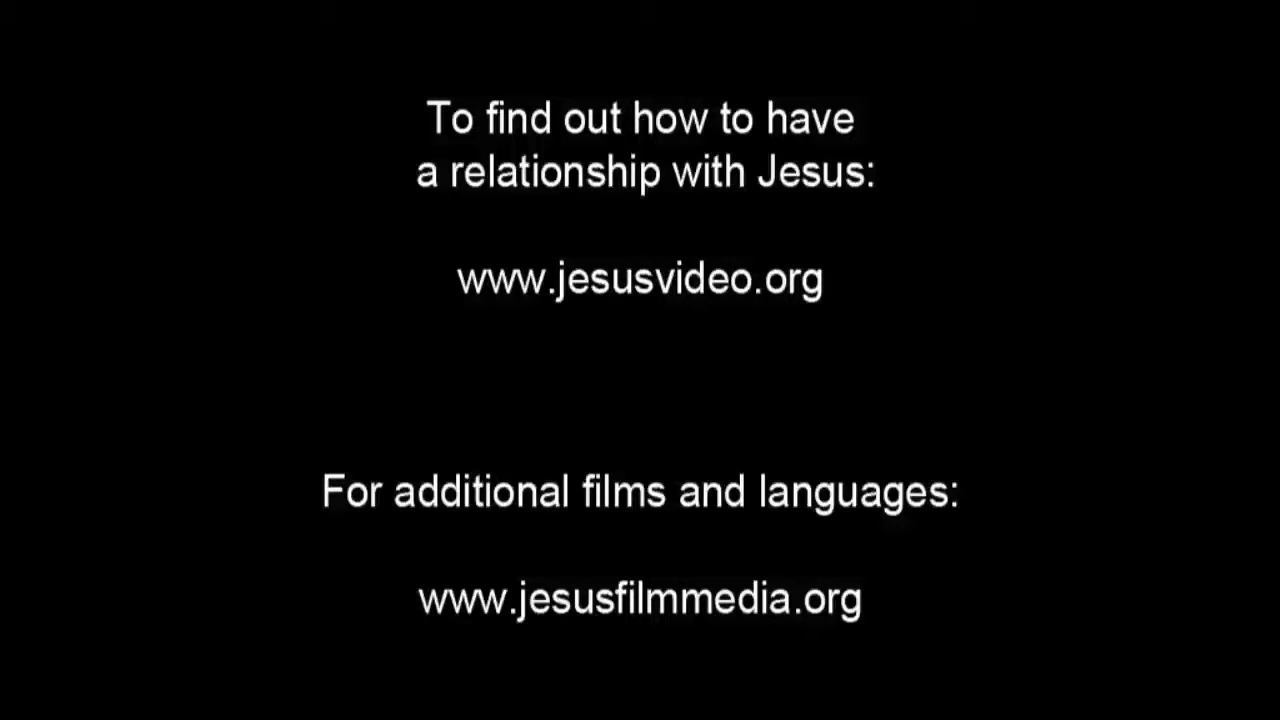 To find out how to have
a relationship with Jesus:
www.jesusvideo.org
For additional films and languages:
www.jesusfilmmedia.org